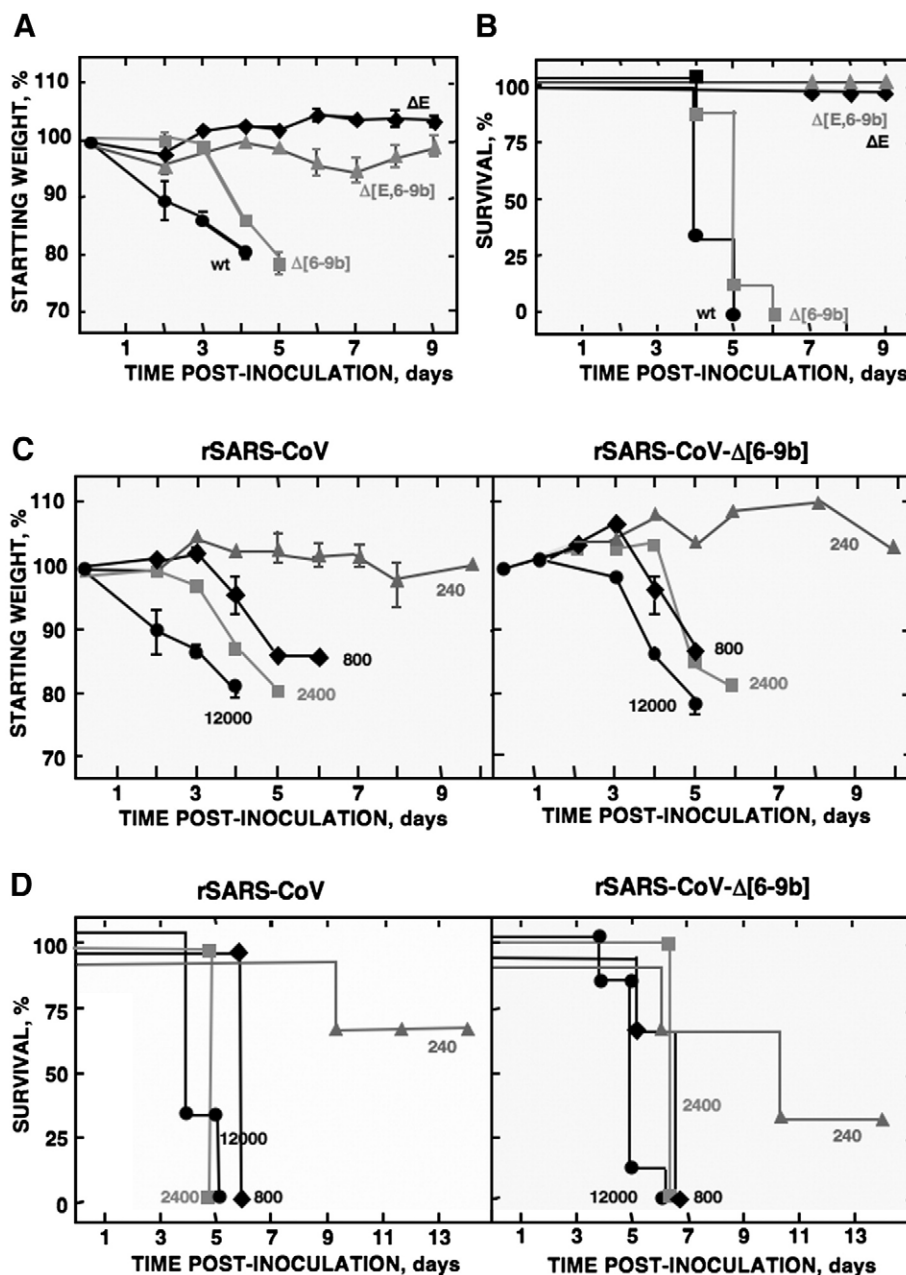 A
STARTTING WEIGHT, %
110
100
90
80
70
ΔE
Δ[E,6-9b]
Δ[6-9b]
wt
1 3 5 7 9
TIME POST-INOCULATION, days
B
SURVIVAL, %
100
75
50
25
0
Δ[E,6-9b]
ΔE
wt
Δ[6-9b]
1 3 5 7 9
TIME POST-INOCULATION, days
C
rSARS-CoV
STARTING WEIGHT, %
110
100
90
80
70
240
800
2400
12000
1 3 5 7 9
TIME POST-INOCULATION, days
rSARS-CoV-Δ[6-9b]
240
800
2400
12000
1 3 5 7 9
TIME POST-INOCULATION, days
D
rSARS-CoV
SURVIVAL, %
100
75
50
25
0
240
12000
2400
800
1 3 5 7 9 11 13
TIME POST-INOCULATION, days
rSARS-CoV-Δ[6-9b]
2400
240
12000
800
1 3 5 7 9 11 13
TIME POST-INOCULATION, days